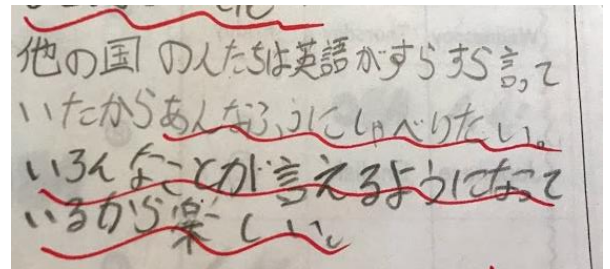 他の国の人たちは英語がすらすら言って
いたからあんなふうにしゃべりたい。
いろんなことが言えるようになって
いるから楽しい。